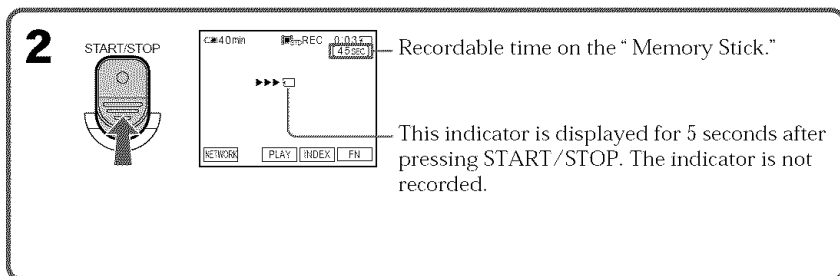 2
START/STOP
40min
REC 0:03
45 SEC
Recordable time on the “ Memory Stick.”
This indicator is displayed for 5 seconds after
pressing START/STOP. The indicator is not
recorded.
NETWORK PLAY INDEX FN